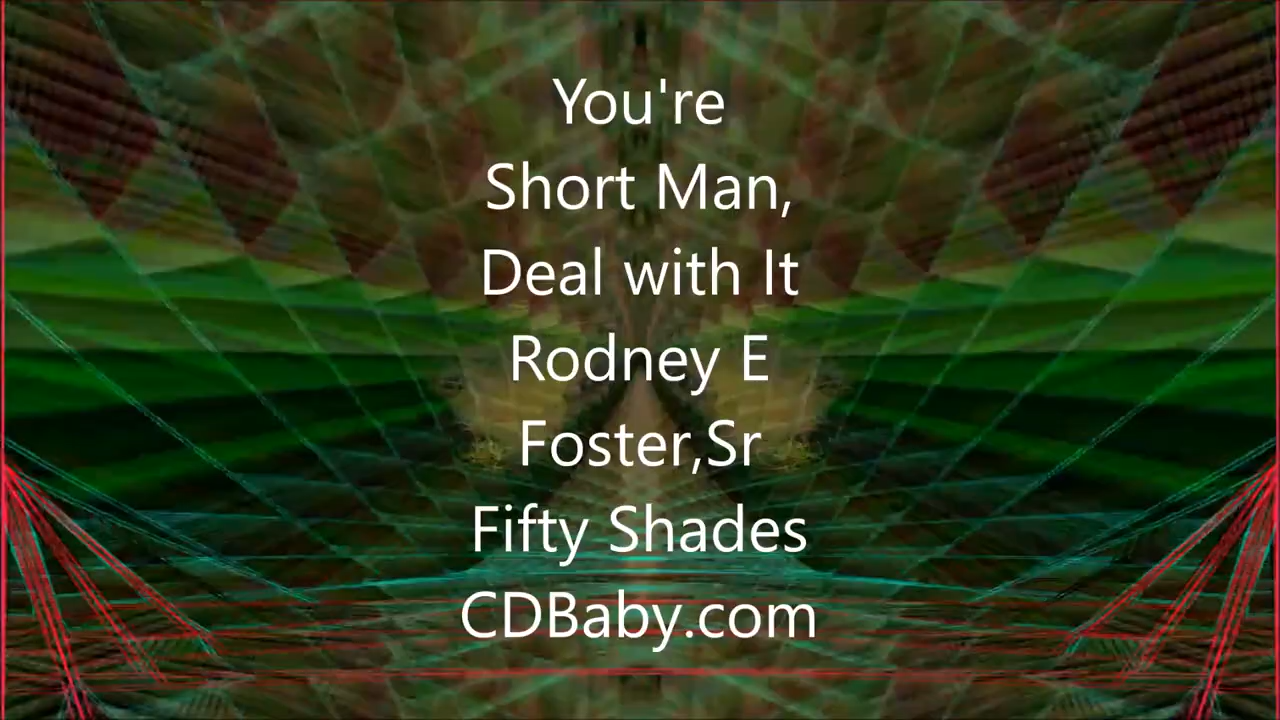 You're
Short Man,
Deal with It
Rodney E
Foster,Sr
Fifty Shades
CDBaby.com